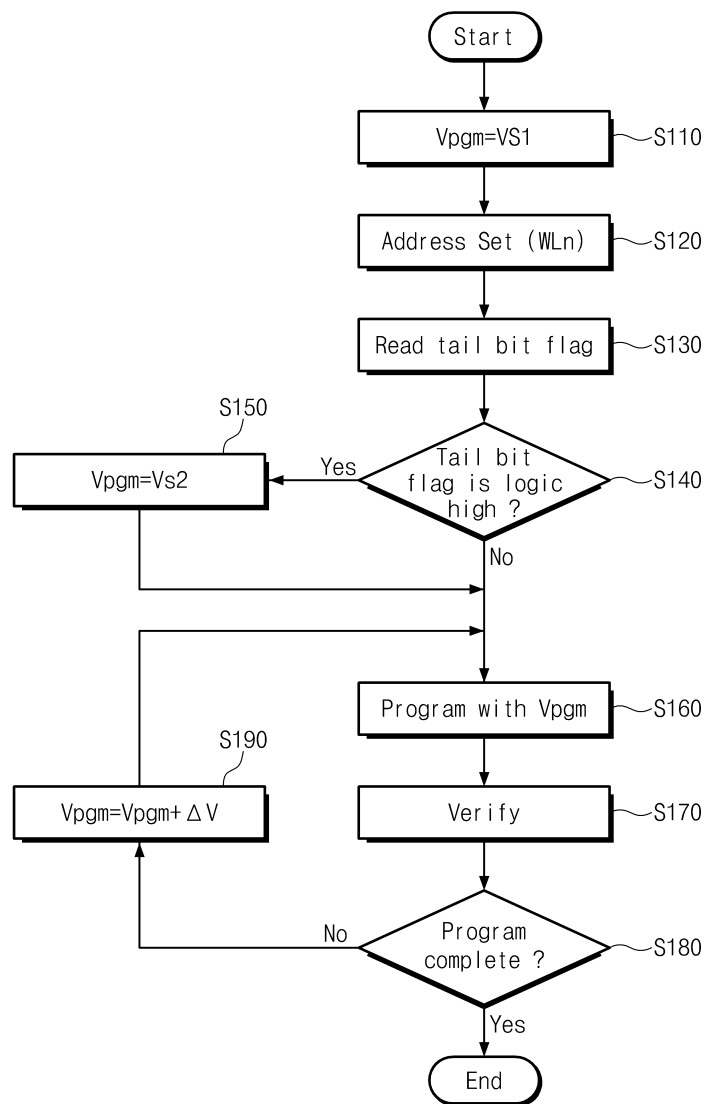 Start
Vpgm=VS1
S110
Address Set (WLn)
S120
Read tail bit flag
S130
S150
Vpgm=Vs2
Yes
Tail bit
flag is logic
high ?
S140
No
Program with Vpgm
S160
S190
Vpgm=Vpgm+ΔV
Verify
S170
No
Program
complete ?
S180
Yes
End